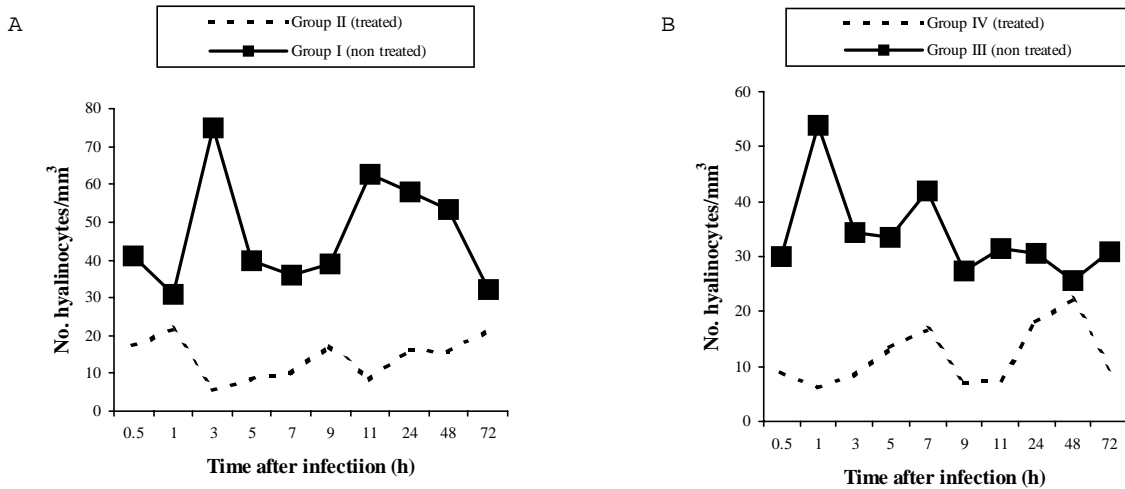 A
Group II (treated)
Group I (non treated)
No. hyalinocytes/mm³
80
70
60
50
40
30
20
10
0
0.5 1 3 5 7 9 11 24 48 72
Time after infectiion (h)
B
Group IV (treated)
Group III (non treated)
No. hyalinocytes/mm³
60
50
40
30
20
10
0
0.5 1 3 5 7 9 11 24 48 72
Time after infection (h)